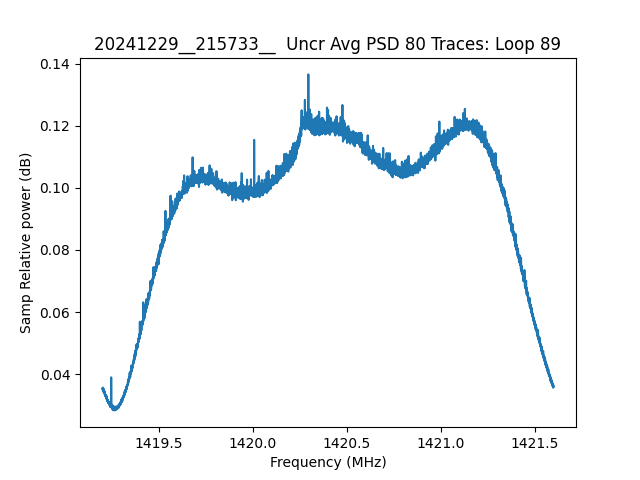 20241229__215733__  Uncr Avg PSD 80 Traces: Loop 89
0.14
0.12
0.10
0.08
0.06
0.04
Samp Relative power (dB)
1419.5 1420.0 1420.5 1421.0 1421.5
Frequency (MHz)